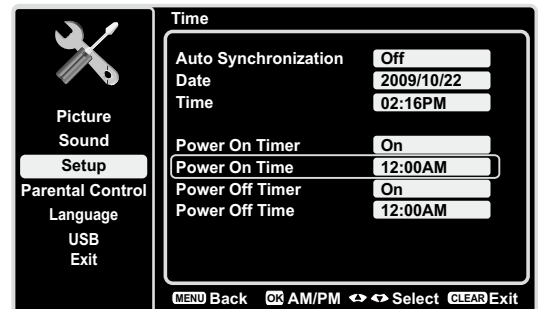 Time
Auto Synchronization Off
Date 2009/10/22
Time 02:16PM
Power On Timer On
Power On Time 12:00AM
Power Off Timer On
Power Off Time 12:00AM
Picture
Sound
Setup
Parental Control
Language
USB
Exit
MENU Back OK AM/PM Select CLEAR Exit